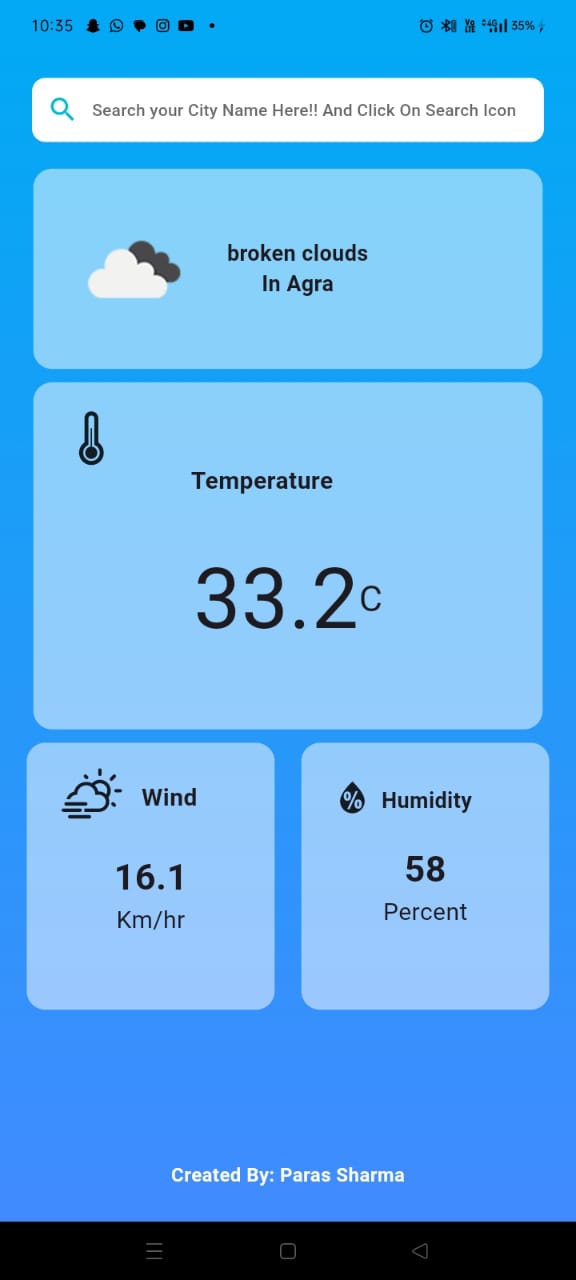 10:35
35%
Search your City Name Here!! And Click On Search Icon
broken clouds
In Agra
Temperature
33.2C
Wind
16.1
Km/hr
%
Humidity
58
Percent
Created By: Paras Sharma